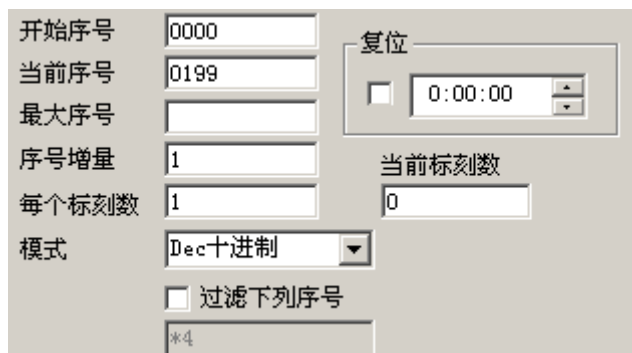 开始序号 0000
当前序号 0199
最大序号
序号增量 1
每个标刻数 1
模式 Dec十进制
过滤下列序号
*4
复位
0:00:00
当前标刻数
0